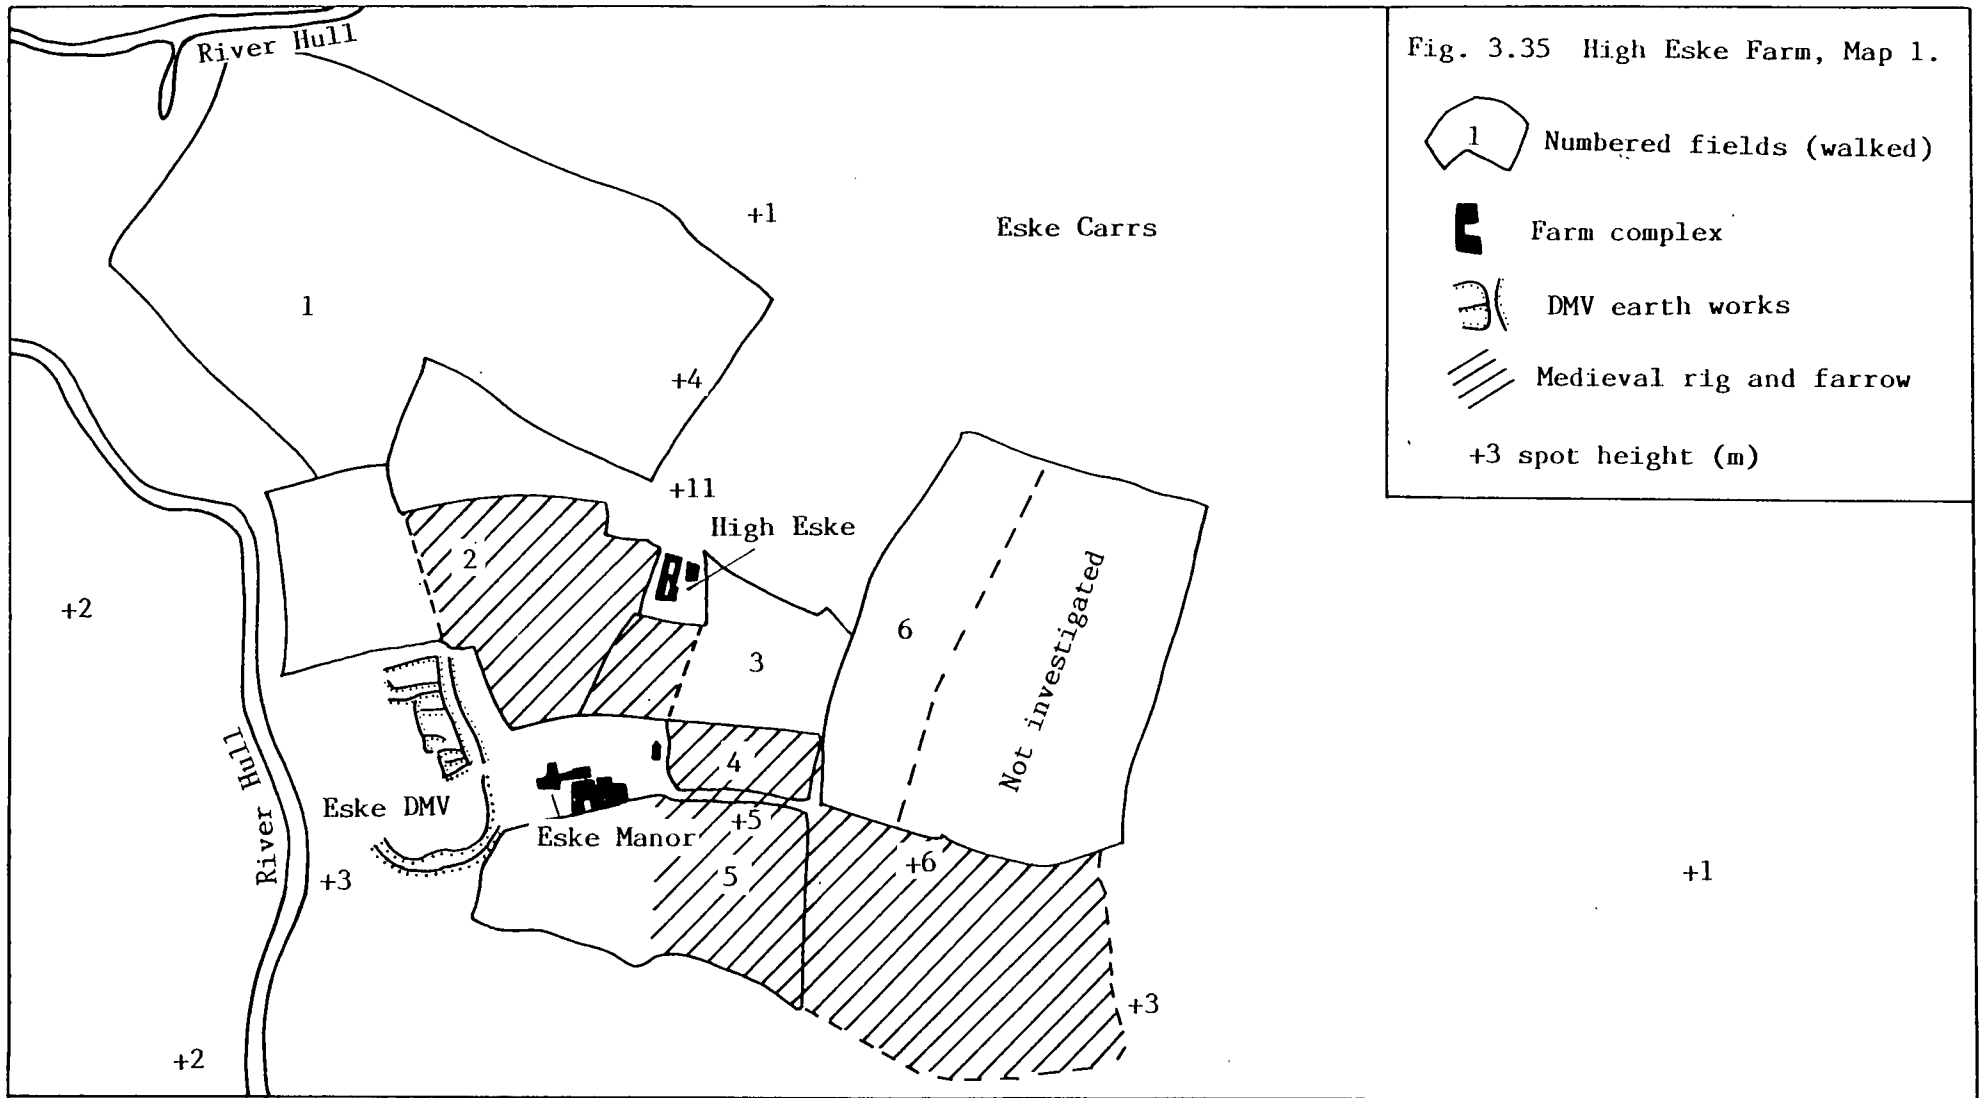 River Hull
Fig. 3.35 High Eske Farm, Map 1.
1 Numbered fields (walked)
Farm complex
DMV earth works
Medieval rig and farrow
+3 spot height (m)
+1
Eske Carrs
1
+4
+11
High Eske
2
+2
6
3
Not investigated
River Hull
4
Eske DMV
+5
Eske Manor
+6
5
+3
+1
+3
+2